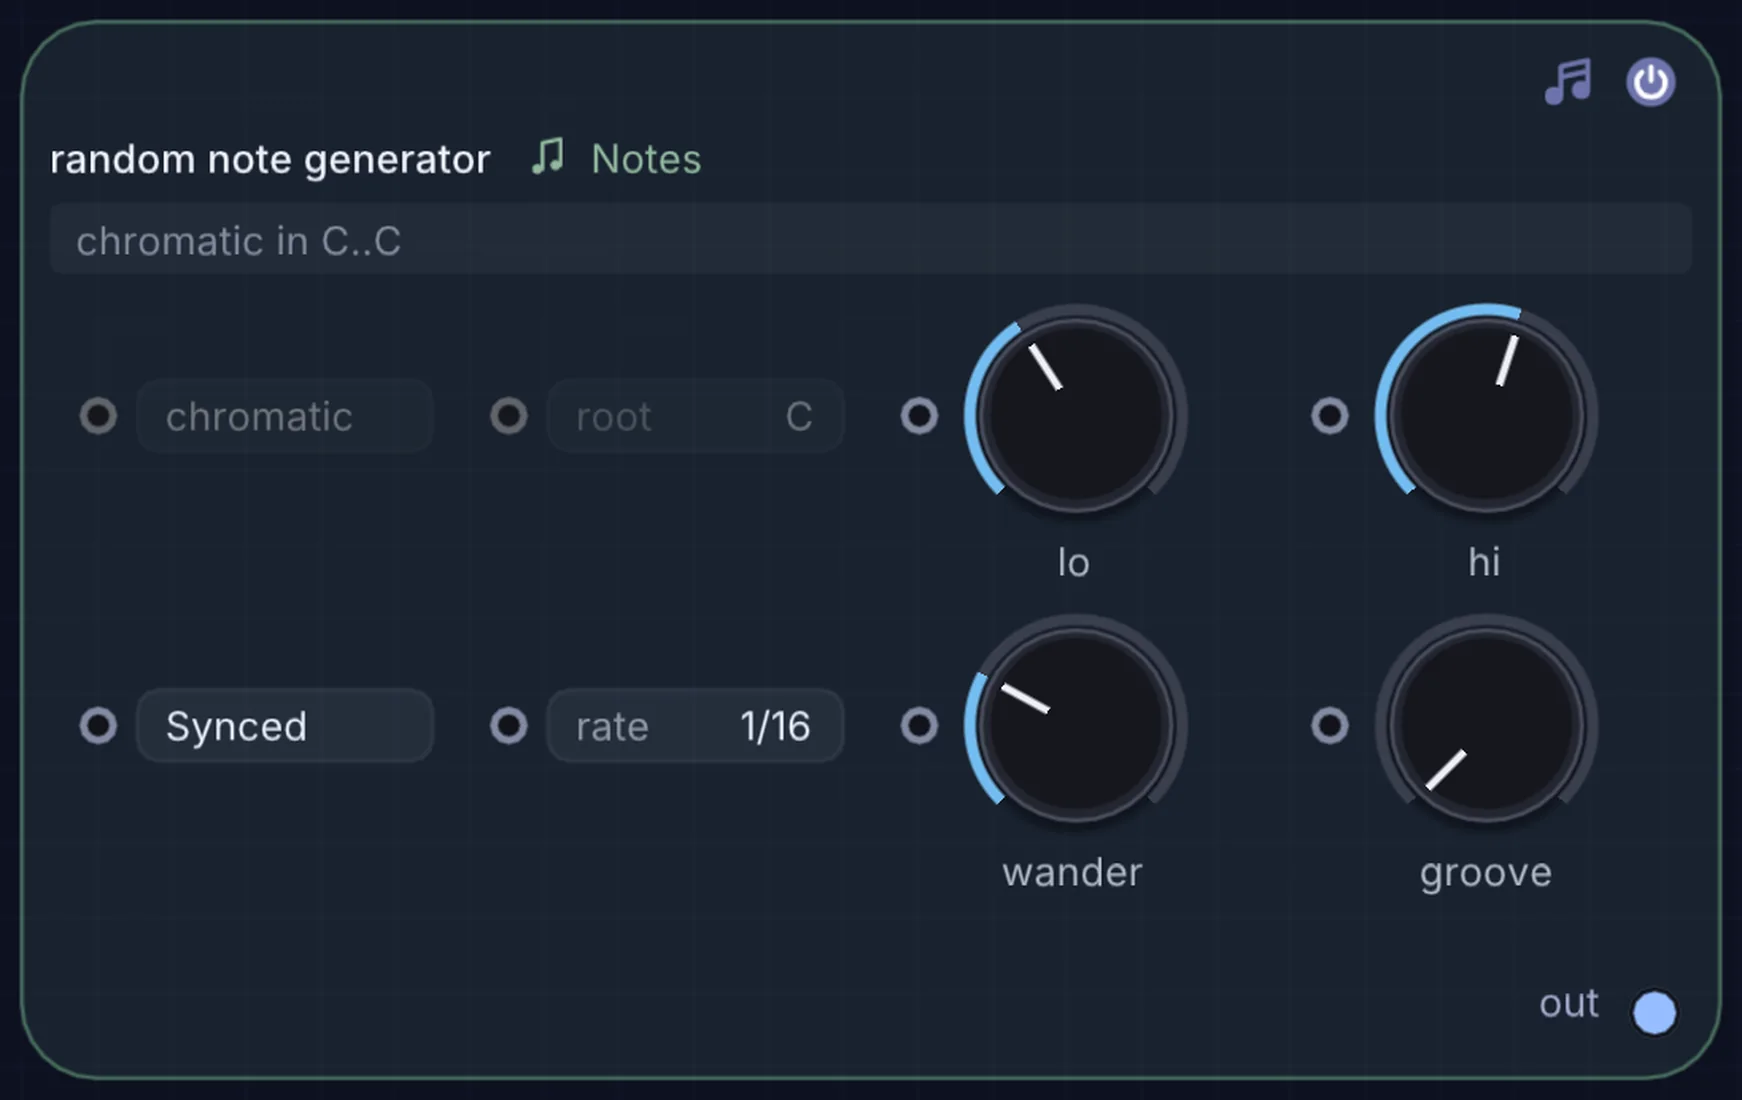 random note generator Notes
chromatic in C..C
chromatic root C
lo hi
Synced rate 1/16
wander groove
out